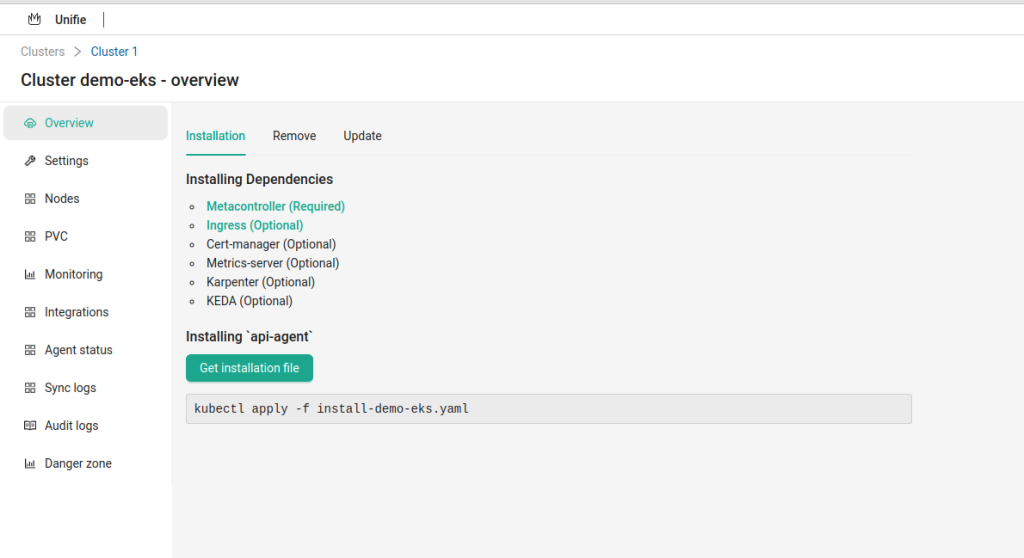 Unifie
Clusters > Cluster 1
Cluster demo-eks - overview
Overview
Settings
Nodes
PVC
Monitoring
Integrations
Agent status
Sync logs
Audit logs
Danger zone
Installation Remove Update
Installing Dependencies
Metacontroller (Required)
Ingress (Optional)
Cert-manager (Optional)
Metrics-server (Optional)
Karpenter (Optional)
KEDA (Optional)
Installing `api-agent`
Get installation file
kubectl apply -f install-demo-eks.yaml